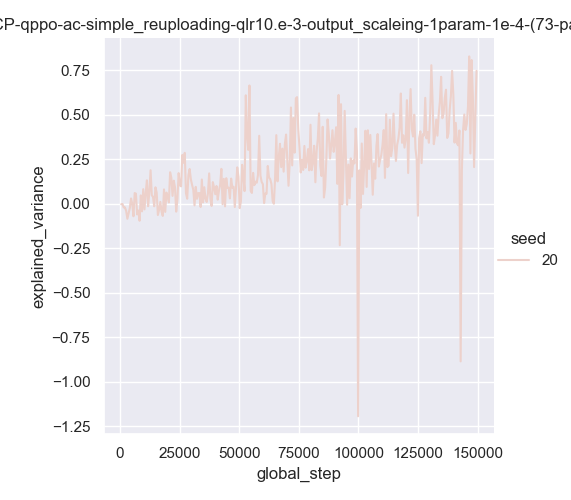 CP-qppo-ac-simple_reuploading-qlr10.e-3-output_scaleing-1param-1e-4-(73-pa
0.75
0.50
0.25
0.00
−0.25
−0.50
−0.75
−1.00
−1.25
explained_variance
0 25000 50000 75000 100000 125000 150000
global_step
seed
20